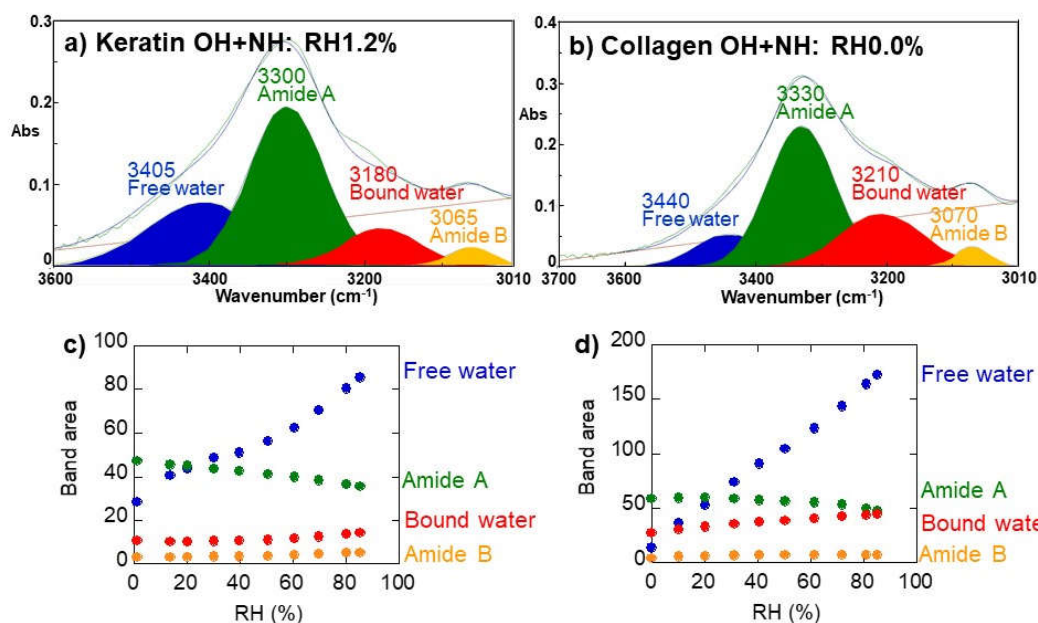 a) Keratin OH+NH: RH1.2%
0.3
0.2
Abs
0.1
0
3300
Amide A
3405
Free water
3180
Bound water
3065
Amide B
3600
3400
3200
3010
Wavenumber (cm-1)
b) Collagen OH+NH: RH0.0%
0.4
0.3
Abs
0.2
0.1
0
3330
Amide A
3440
Free water
3210
Bound water
3070
Amide B
3700
3600
3400
3200
3010
Wavenumber (cm-1)
c)
Band area
100
80
60
40
20
0
Free water
Amide A
Bound water
Amide B
0 20 40 60 80 100
RH (%)
d)
Band area
200
150
100
50
0
Free water
Amide A
Bound wate
Amide B
0 20 40 60 80 100
RH (%)